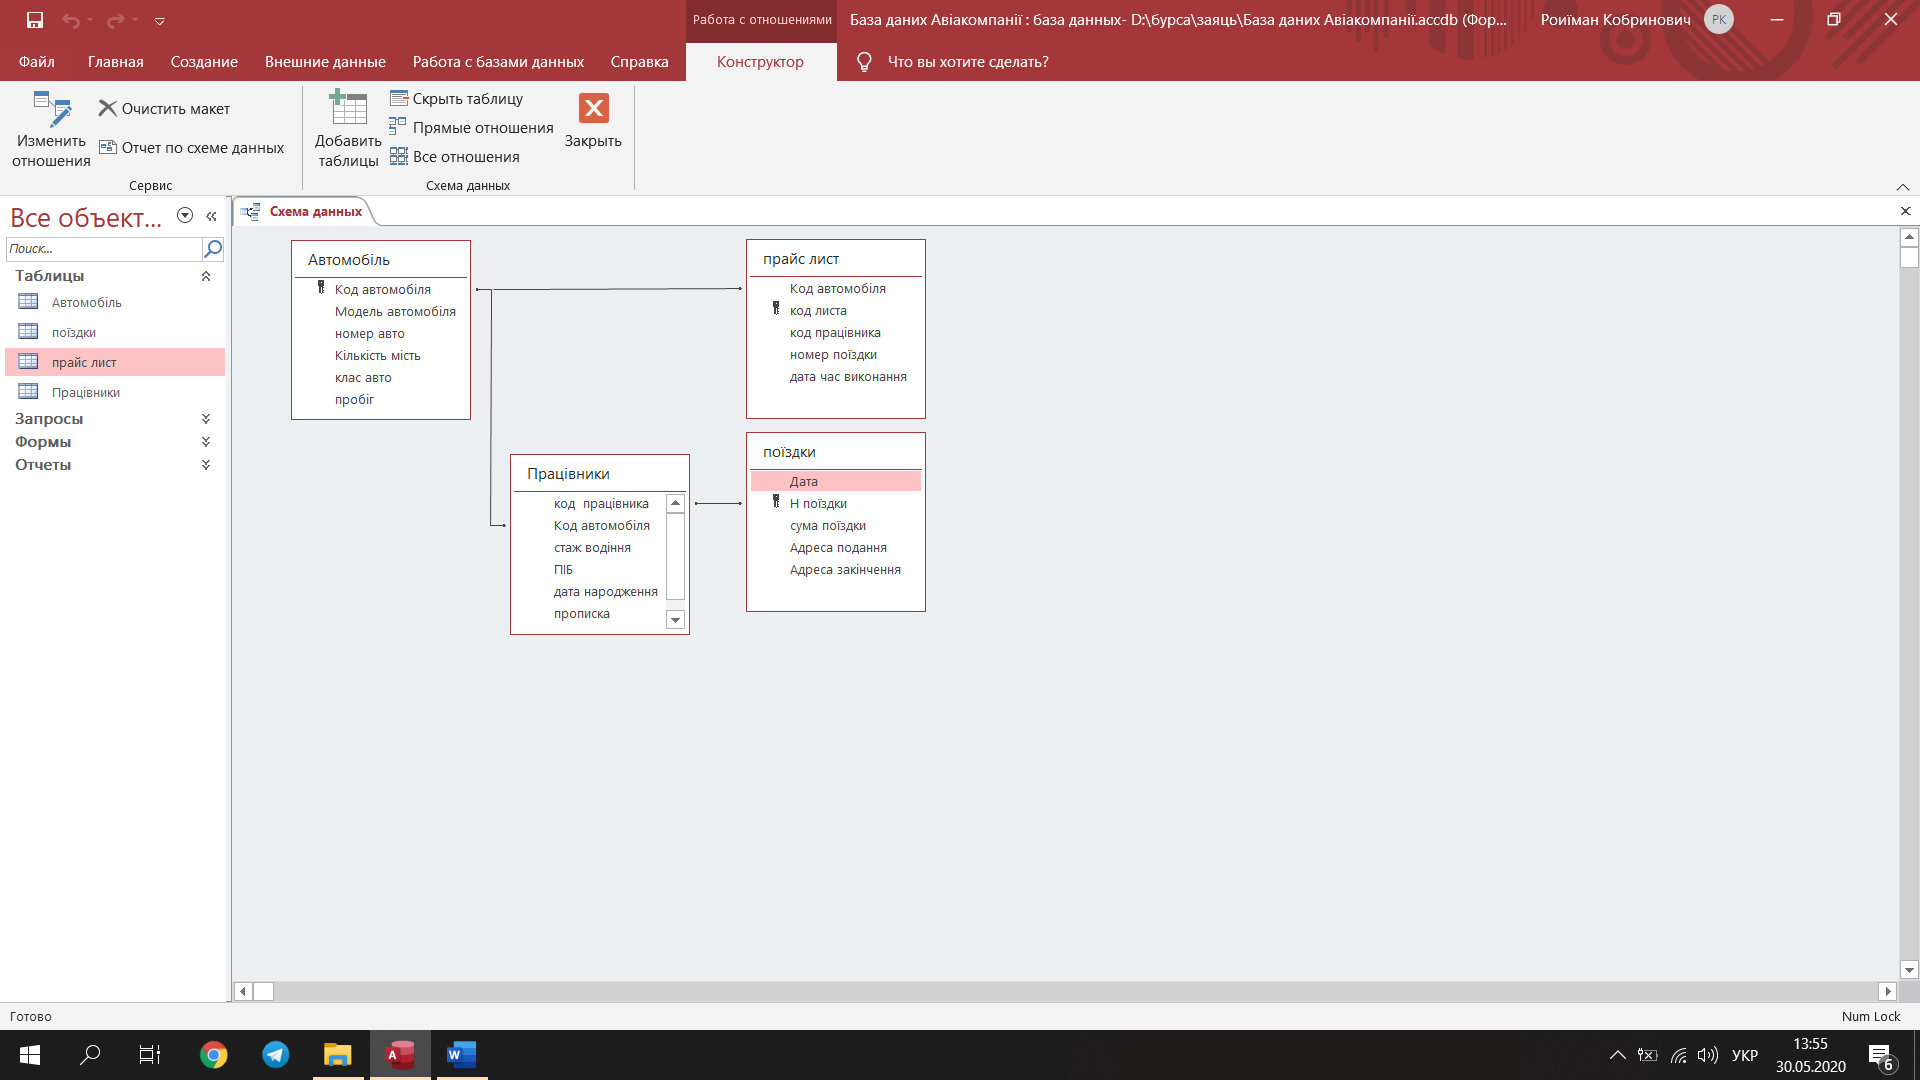 Работа с отношениями
База даних Авіакомпанії : база данных- D:\бурса\заяць\База даних Авіакомпанії.accdb (Фор...
Роиїман Кобринович
РК
Файл
Главная
Создание
Внешние данные
Работа с базами данных
Справка
Конструктор
Что вы хотите сделать?
Изменить
отношения
Очистить макет
Отчет по схеме данных
Сервис
Добавить
таблицы
Скрыть таблицу
Прямые отношения
Все отношения
Закрыть
Схема данных
Все объект...
Поиск...
Таблицы
Автомобіль
поїздки
прайс лист
Працівники
Запросы
Формы
Отчеты
Схема данных
Автомобіль
Код автомобіля
Модель автомобіля
номер авто
Кількість мість
клас авто
пробіг
прайс лист
Код автомобіля
код листа
код працівника
номер поїздки
дата час виконання
Працівники
код  працівника
Код автомобіля
стаж водіння
ПІБ
дата народження
прописка
поїздки
Дата
Н поїздки
сума поїздки
Адреса подання
Адреса закінчення
Готово
Num Lock
УКР
13:55
30.05.2020
6